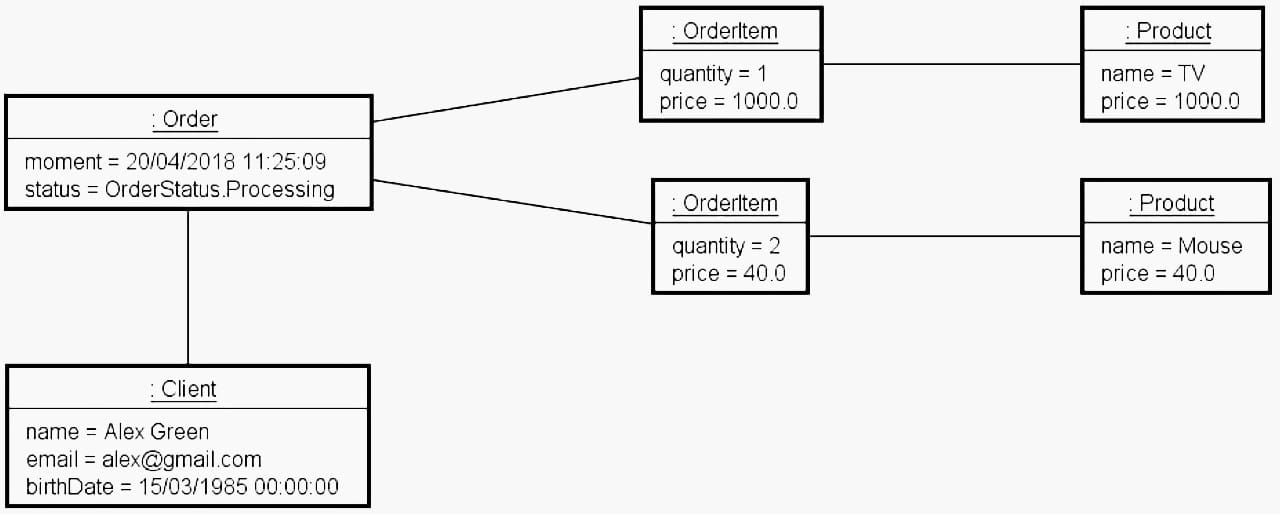 : OrderItem
quantity = 1
price = 1000.0
: Product
name = TV
price = 1000.0
: Order
moment = 20/04/2018 11:25:09
status = OrderStatus.Processing
: OrderItem
quantity = 2
price = 40.0
: Product
name = Mouse
price = 40.0
: Client
name = Alex Green
email = alex@gmail.com
birthDate = 15/03/1985 00:00:00